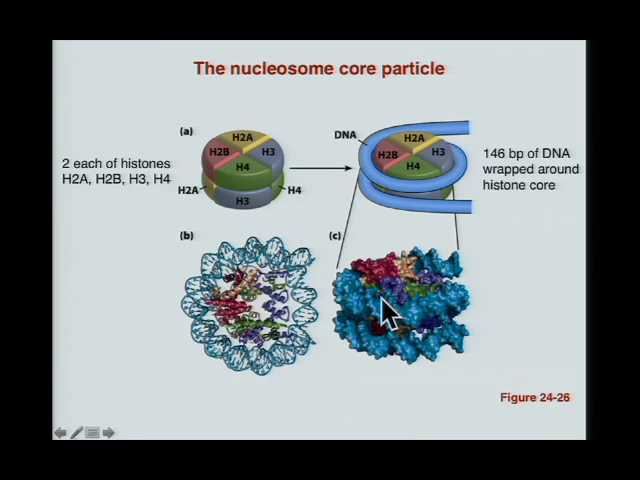 The nucleosome core particle
(a)
2 each of histones
H2A, H2B, H3, H4
H2A
H2B
H3
H4
H2A
H3
H4
DNA
H2A
H2B
H3
H4
146 bp of DNA
wrapped around
histone core
(b)
(c)
Figure 24-26